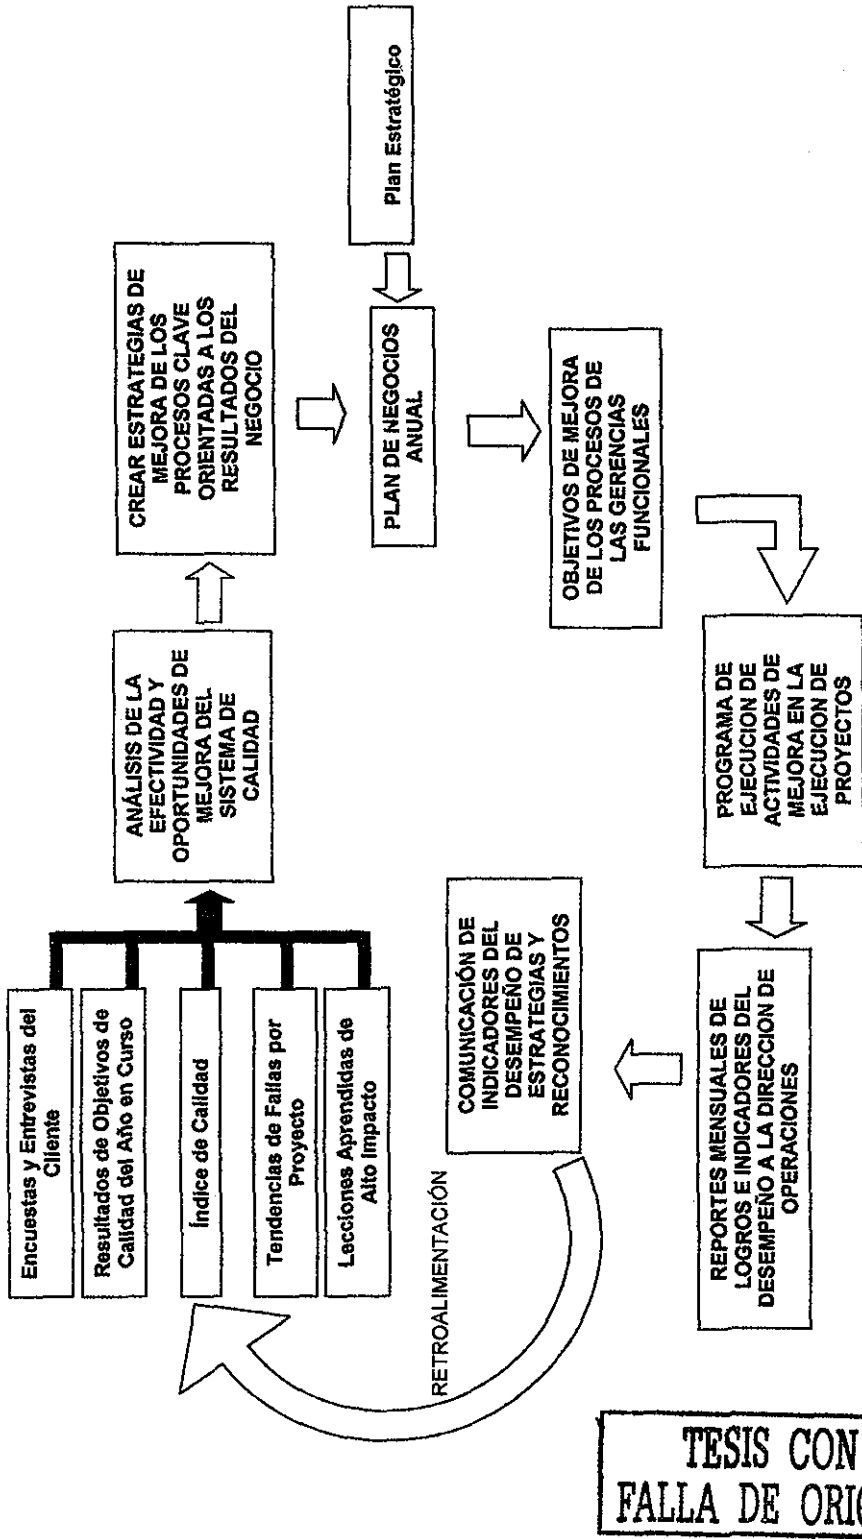 Encuestas y Entrevistas del
Cliente
Resultados de Objetivos de
Calidad del Año en Curso
Índice de Calidad
Tendencias de Fallas por
Proyecto
Lecciones Aprendidas de
Alto Impacto
ANÁLISIS DE LA
EFECTIVIDAD Y
OPORTUNIDADES DE
MEJORA DEL
SISTEMA DE
CALIDAD
CREAR ESTRATEGIAS DE
MEJORA DE LOS
PROCESOS CLAVE
ORIENTADAS A LOS
RESULTADOS DEL
NEGOCIO
Plan Estratégico
PLAN DE NEGOCIOS
ANUAL
OBJETIVOS DE MEJORA
DE LOS PROCESOS DE
LAS GERENCIAS
FUNCIONALES
PROGRAMA DE
EJECUCION DE
ACTIVIDADES DE
MEJORA EN LA
EJECUCION DE
PROYECTOS
REPORTES MENSUALES DE
LOGROS E INDICADORES DEL
DESEMPEÑO A LA DIRECCION DE
OPERACIONES
COMUNICACIÓN DE
INDICADORES DEL
DESEMPEÑO DE
ESTRATEGIAS Y
RECONOCIMIENTOS
RETROALIMENTACIÓN
TESIS CON
FALLA DE ORIG